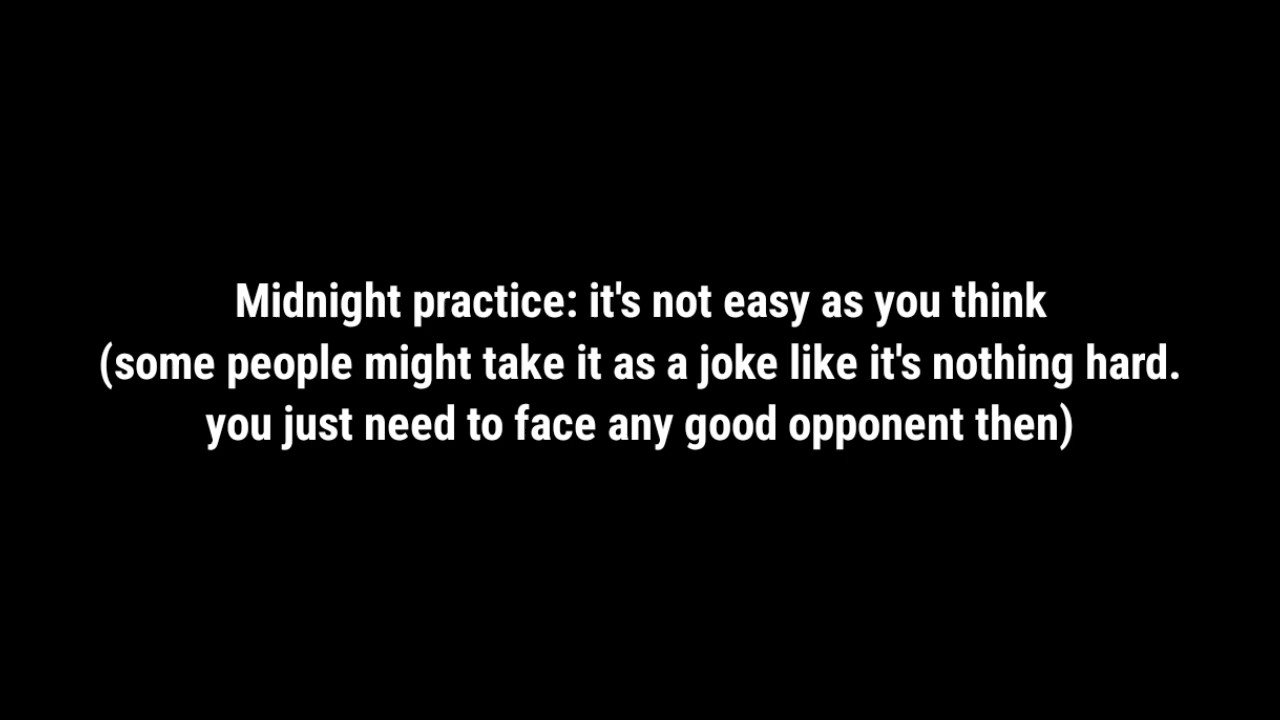 Midnight practice: it's not easy as you think
(some people might take it as a joke like it's nothing hard.
you just need to face any good opponent then)